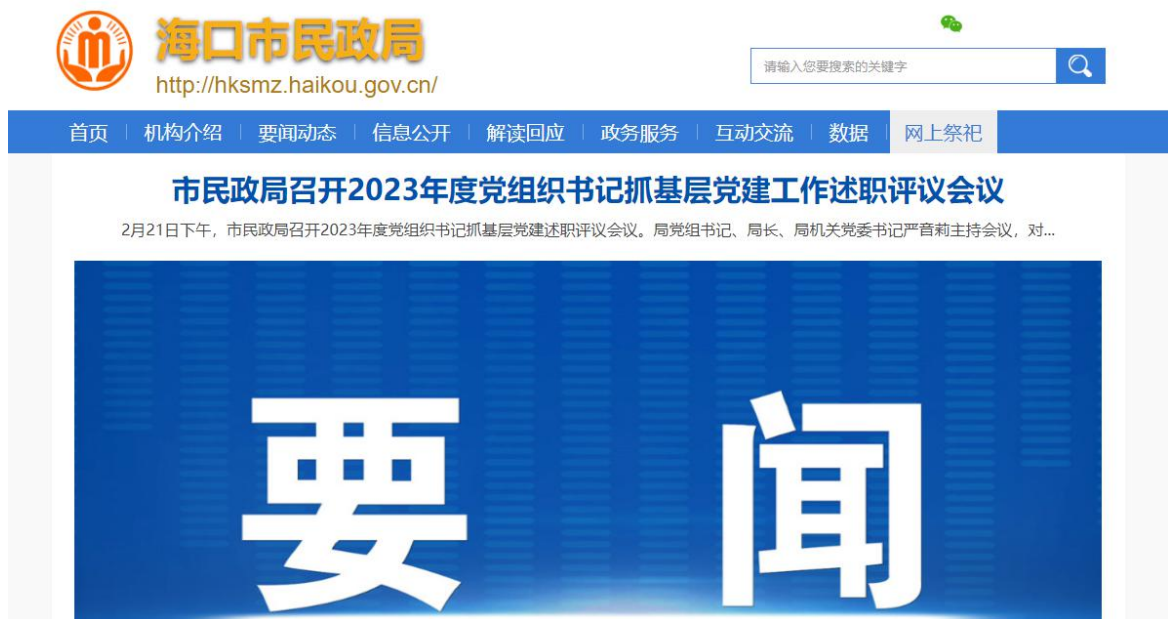 海口市民政局
http://hksmz.haikou.gov.cn/
请输入您要搜索的关键字
首页 机构介绍 要闻动态 信息公开 解读回应 政务服务 互动交流 数据 网上祭祀
市民政局召开2023年度党组织书记抓基层党建工作述职评议会议
2月21日下午，市民政局召开2023年度党组织书记抓基层党建述职评议会议。局党组书记、局长、局机关党委书记严音莉主持会议，对...
要闻